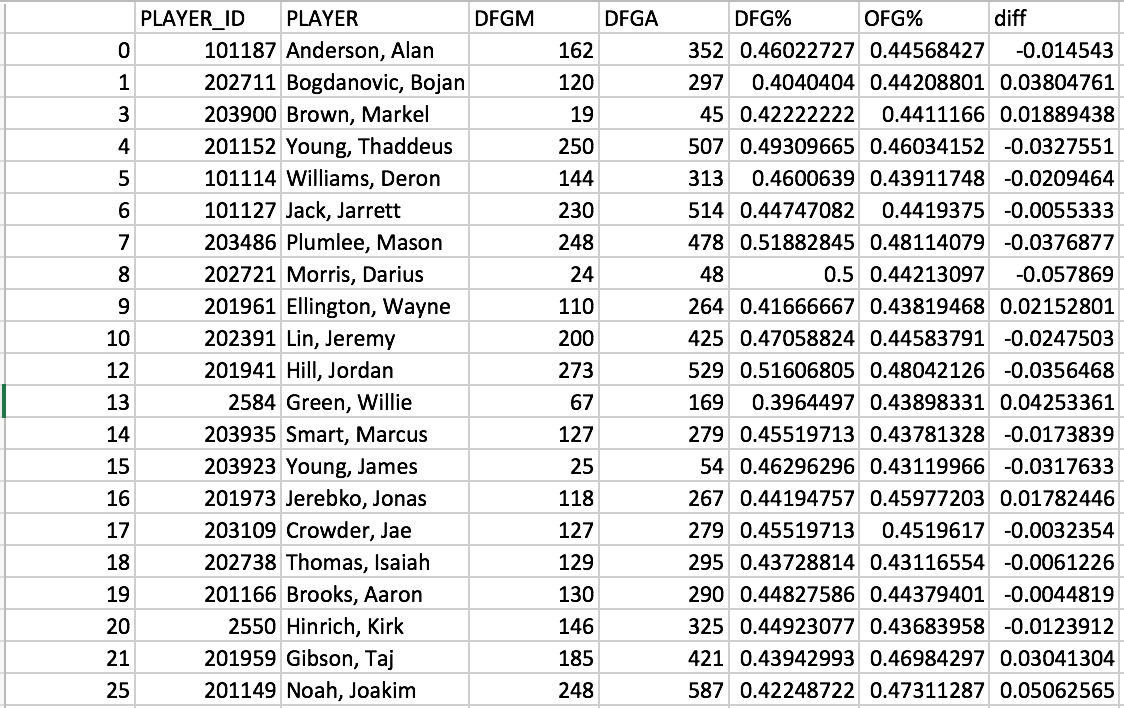 PLAYER_ID PLAYER DFGM DFGA DFG% OFG% diff
0 101187 Anderson, Alan 162 352 0.46022727 0.44568427 -0.014543
1 202711 Bogdanovic, Bojan 120 297 0.4040404 0.44208801 0.03804761
3 203900 Brown, Markel 19 45 0.42222222 0.4411166 0.01889438
4 201152 Young, Thaddeus 250 507 0.49309665 0.46034152 -0.0327551
5 101114 Williams, Deron 144 313 0.4600639 0.43911748 -0.0209464
6 101127 Jack, Jarrett 230 514 0.44747082 0.4419375 -0.0055333
7 203486 Plumlee, Mason 248 478 0.51882845 0.48114079 -0.0376877
8 202721 Morris, Darius 24 48 0.5 0.44213097 -0.057869
9 201961 Ellington, Wayne 110 264 0.41666667 0.43819468 0.02152801
10 202391 Lin, Jeremy 200 425 0.47058824 0.44583791 -0.0247503
12 201941 Hill, Jordan 273 529 0.51606805 0.48042126 -0.0356468
13 2584 Green, Willie 67 169 0.3964497 0.43898331 0.04253361
14 203935 Smart, Marcus 127 279 0.45519713 0.43781328 -0.0173839
15 203923 Young, James 25 54 0.46296296 0.43119966 -0.0317633
16 201973 Jerebko, Jonas 118 267 0.44194757 0.45977203 0.01782446
17 203109 Crowder, Jae 127 279 0.45519713 0.4519617 -0.0032354
18 202738 Thomas, Isaiah 129 295 0.43728814 0.43116554 -0.0061226
19 201166 Brooks, Aaron 130 290 0.44827586 0.44379401 -0.0044819
20 2550 Hinrich, Kirk 146 325 0.44923077 0.43683958 -0.0123912
21 201959 Gibson, Taj 185 421 0.43942993 0.46984297 0.03041304
25 201149 Noah, Joakim 248 587 0.42248722 0.47311287 0.05062565